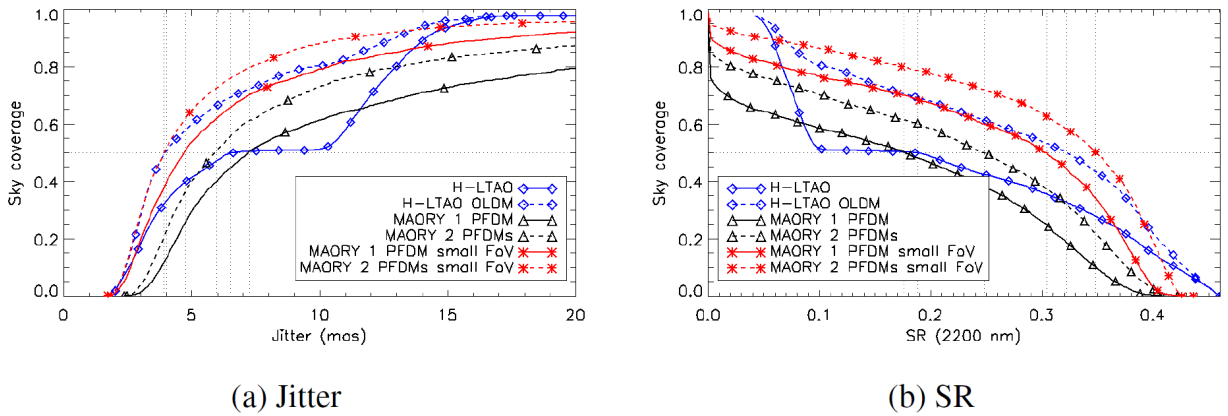 1.0
0.8
0.6
0.4
0.2
0.0
Sky coverage
H-LTAO
H-LTAO OLDM
MAORY 1 PFDM
MAORY 2 PFDMs
MAORY 1 PFDM small FoV
MAORY 2 PFDMs small FoV
0 5 10 15 20
Jitter (mas)
(a) Jitter
1.0
0.8
0.6
0.4
0.2
0.0
Sky coverage
H-LTAO
H-LTAO OLDM
MAORY 1 PFDM
MAORY 2 PFDMs
MAORY 1 PFDM small FoV
MAORY 2 PFDMs small FoV
0.0 0.1 0.2 0.3 0.4
SR (2200 nm)
(b) SR